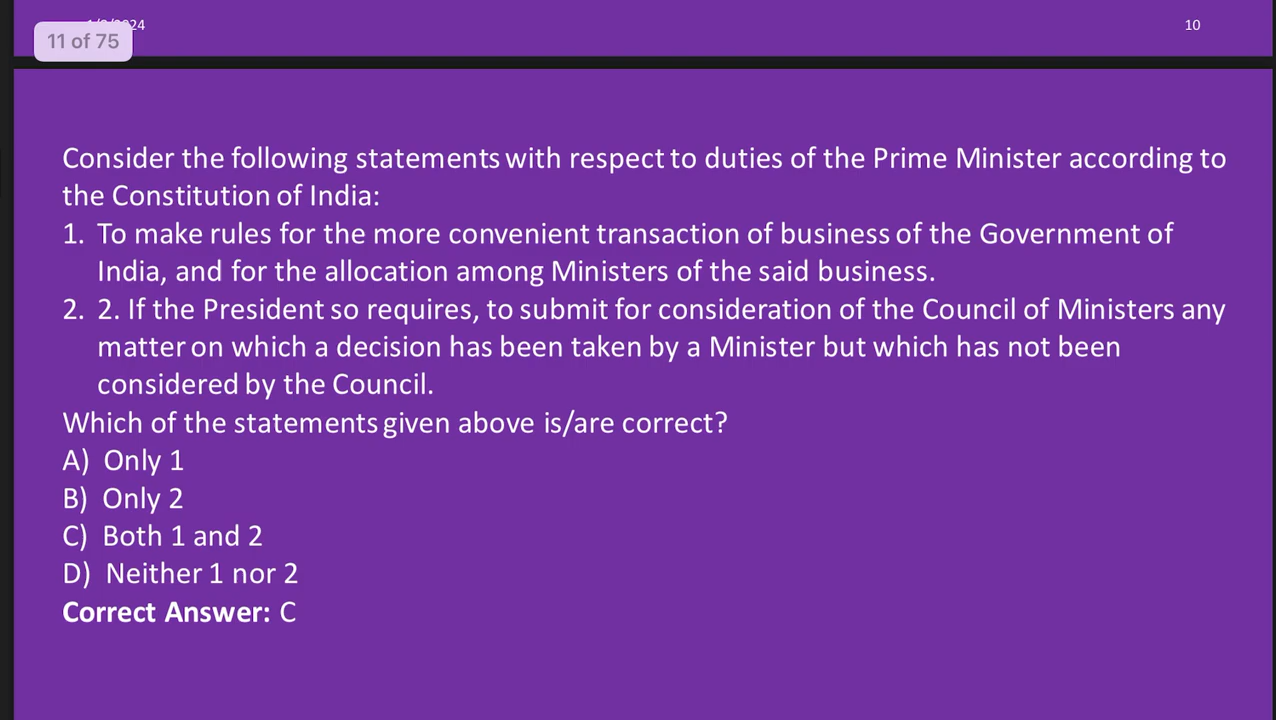 24
10
11 of 75
Consider the following statements with respect to duties of the Prime Minister according to
the Constitution of India:
1. To make rules for the more convenient transaction of business of the Government of
India, and for the allocation among Ministers of the said business.
2. 2. If the President so requires, to submit for consideration of the Council of Ministers any
matter on which a decision has been taken by a Minister but which has not been
considered by the Council.
Which of the statements given above is/are correct?
A) Only 1
B) Only 2
C) Both 1 and 2
D) Neither 1 nor 2
Correct Answer: C